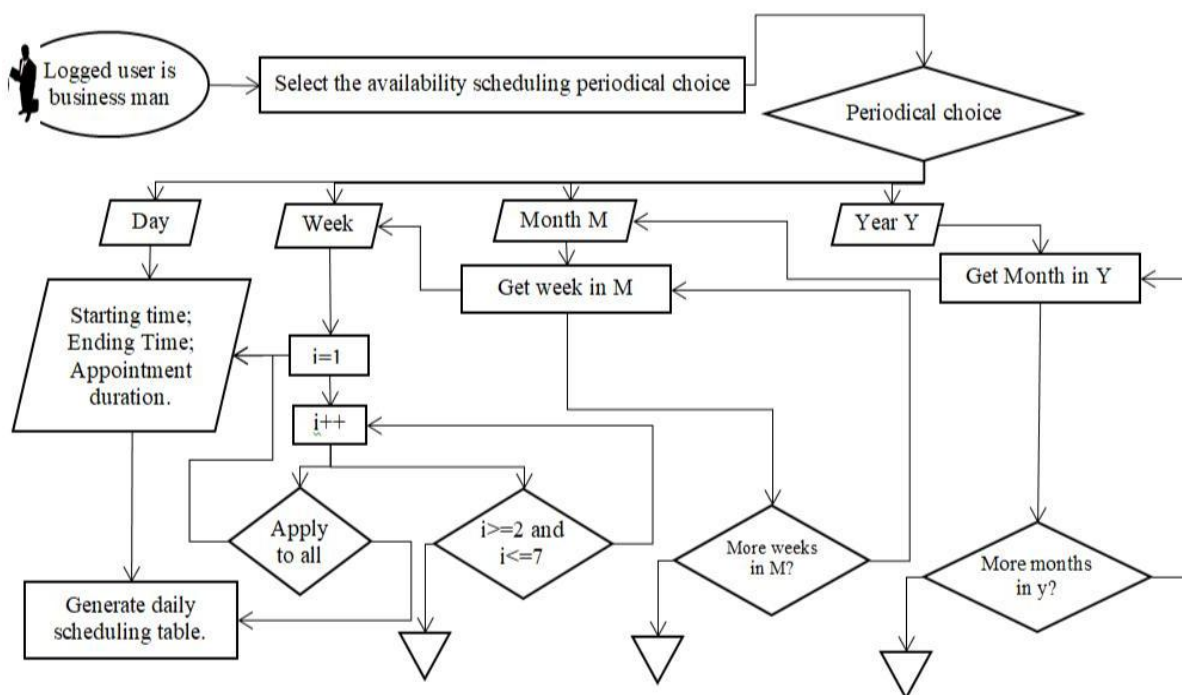 Logged user is
business man
Select the availability scheduling periodical choice
Periodical choice
Day
Week
Month M
Year Y
Get week in M
Get Month in Y
Starting time;
Ending Time;
Appointment
duration.
i=1
i++
Apply
to all
i>=2 and
i<=7
More weeks
in M?
More months
in y?
Generate daily
scheduling table.